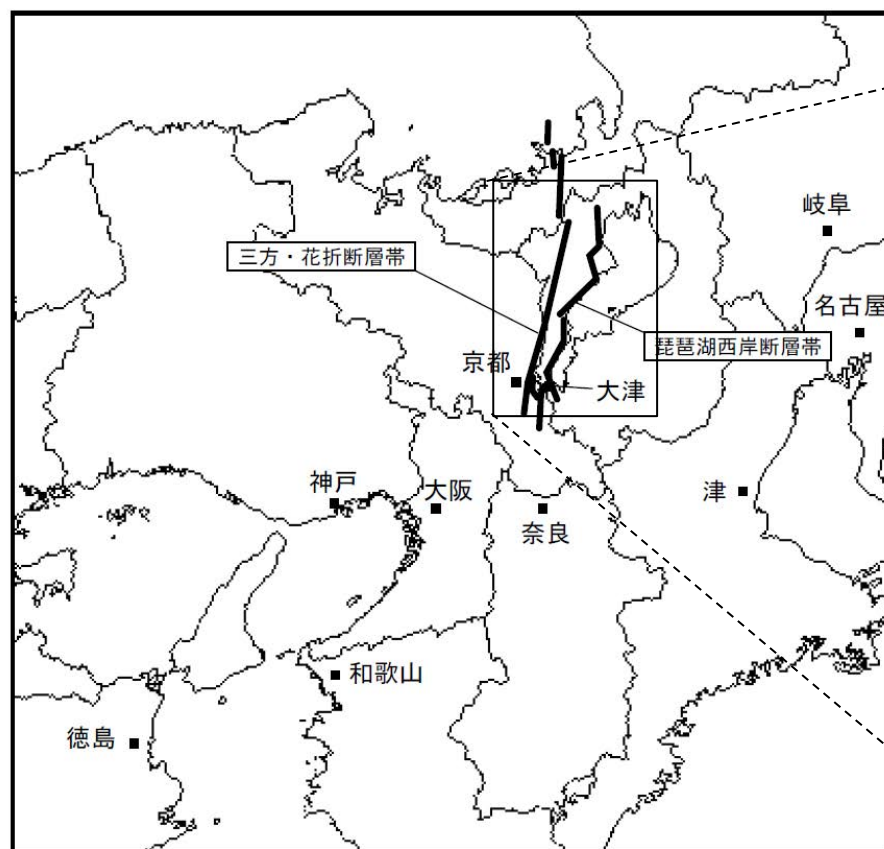 岐阜
三方・花折断層帯
名古屋
琵琶湖西岸断層帯
京都
大津
神戸
大阪
津
奈良
和歌山
徳島